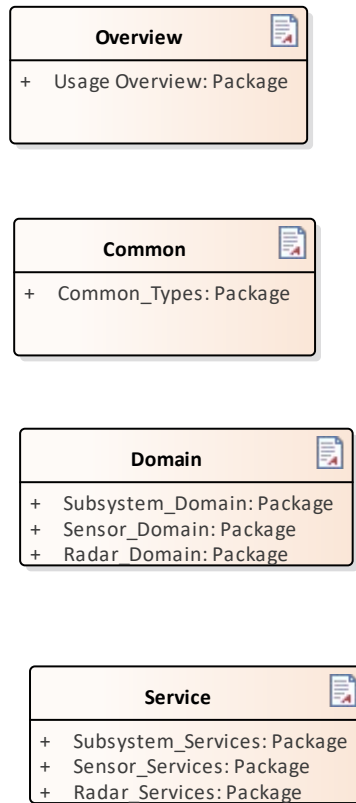 Overview
+ Usage Overview: Package
Common
+ Common_Types: Package
Domain
+ Subsystem_Domain: Package
+ Sensor_Domain: Package
+ Radar_Domain: Package
Service
+ Subsystem_Services: Package
+ Sensor_Services: Package
+ Radar_Services: Package